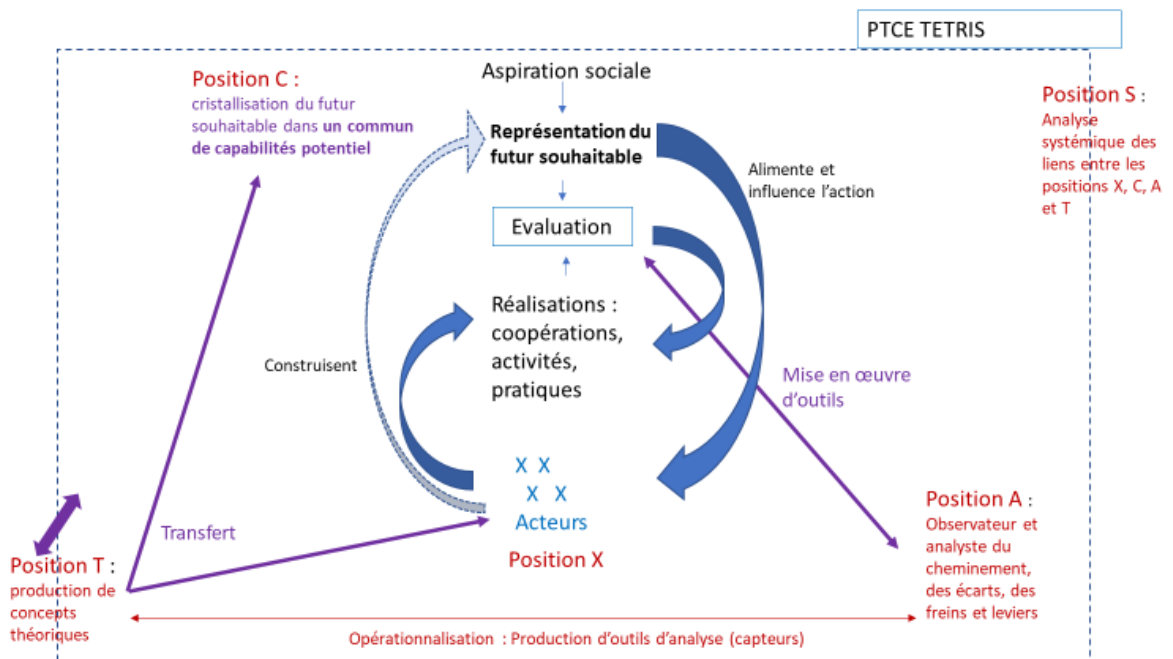 PTCE TETRIS
Position C :
cristallisation du futur
souhaitable dans un commun
de capabilités potentiel
Aspiration sociale
Représentation du
futur souhaitable
Evaluation
Réalisations :
coopérations,
activités,
pratiques
X X
X X
Acteurs
Position X
Alimente et
influence l'action
Position S :
Analyse
systémique des
liens entre les
positions X, C, A
et T
Construisent
Mise en œuvre
d'outils
Transfert
Position T :
production de
concepts
théoriques
Position A :
Observateur et
analyste du
cheminement,
des écarts, des
freins et leviers
Opérationnalisation : Production d'outils d'analyse (capteurs)